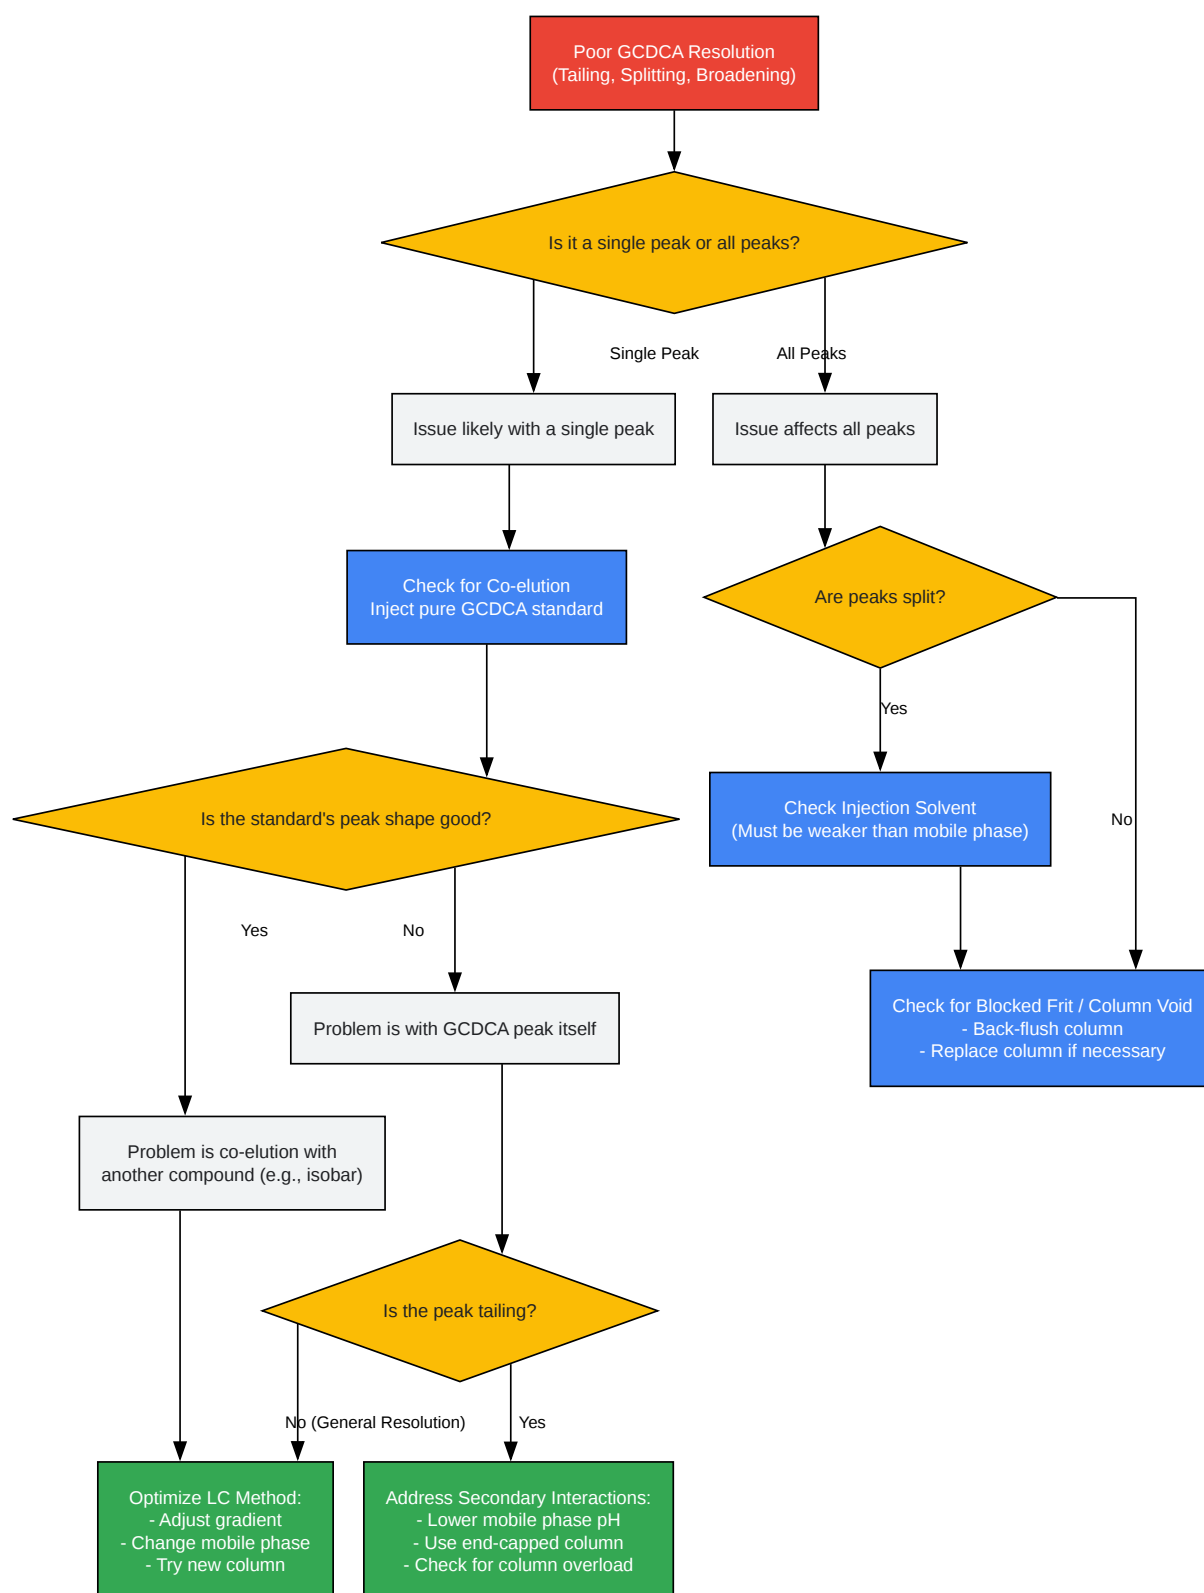 Poor GCDCA Resolution
(Tailing, Splitting, Broadening)
Is it a single peak or all peaks?
Single Peak
All Peaks
Issue likely with a single peak
Issue affects all peaks
Check for Co-elution
Inject pure GCDCA standard
Are peaks split?
Yes
Check Injection Solvent
(Must be weaker than mobile phase)
No
Is the standard's peak shape good?
Yes
No
Check for Blocked Frit / Column Void
- Back-flush column
- Replace column if necessary
Problem is with GCDCA peak itself
Problem is co-elution with
another compound (e.g., isobar)
Is the peak tailing?
No (General Resolution)
Yes
Optimize LC Method:
- Adjust gradient
- Change mobile phase
- Try new column
Address Secondary Interactions:
- Lower mobile phase pH
- Use end-capped column
- Check for column overload